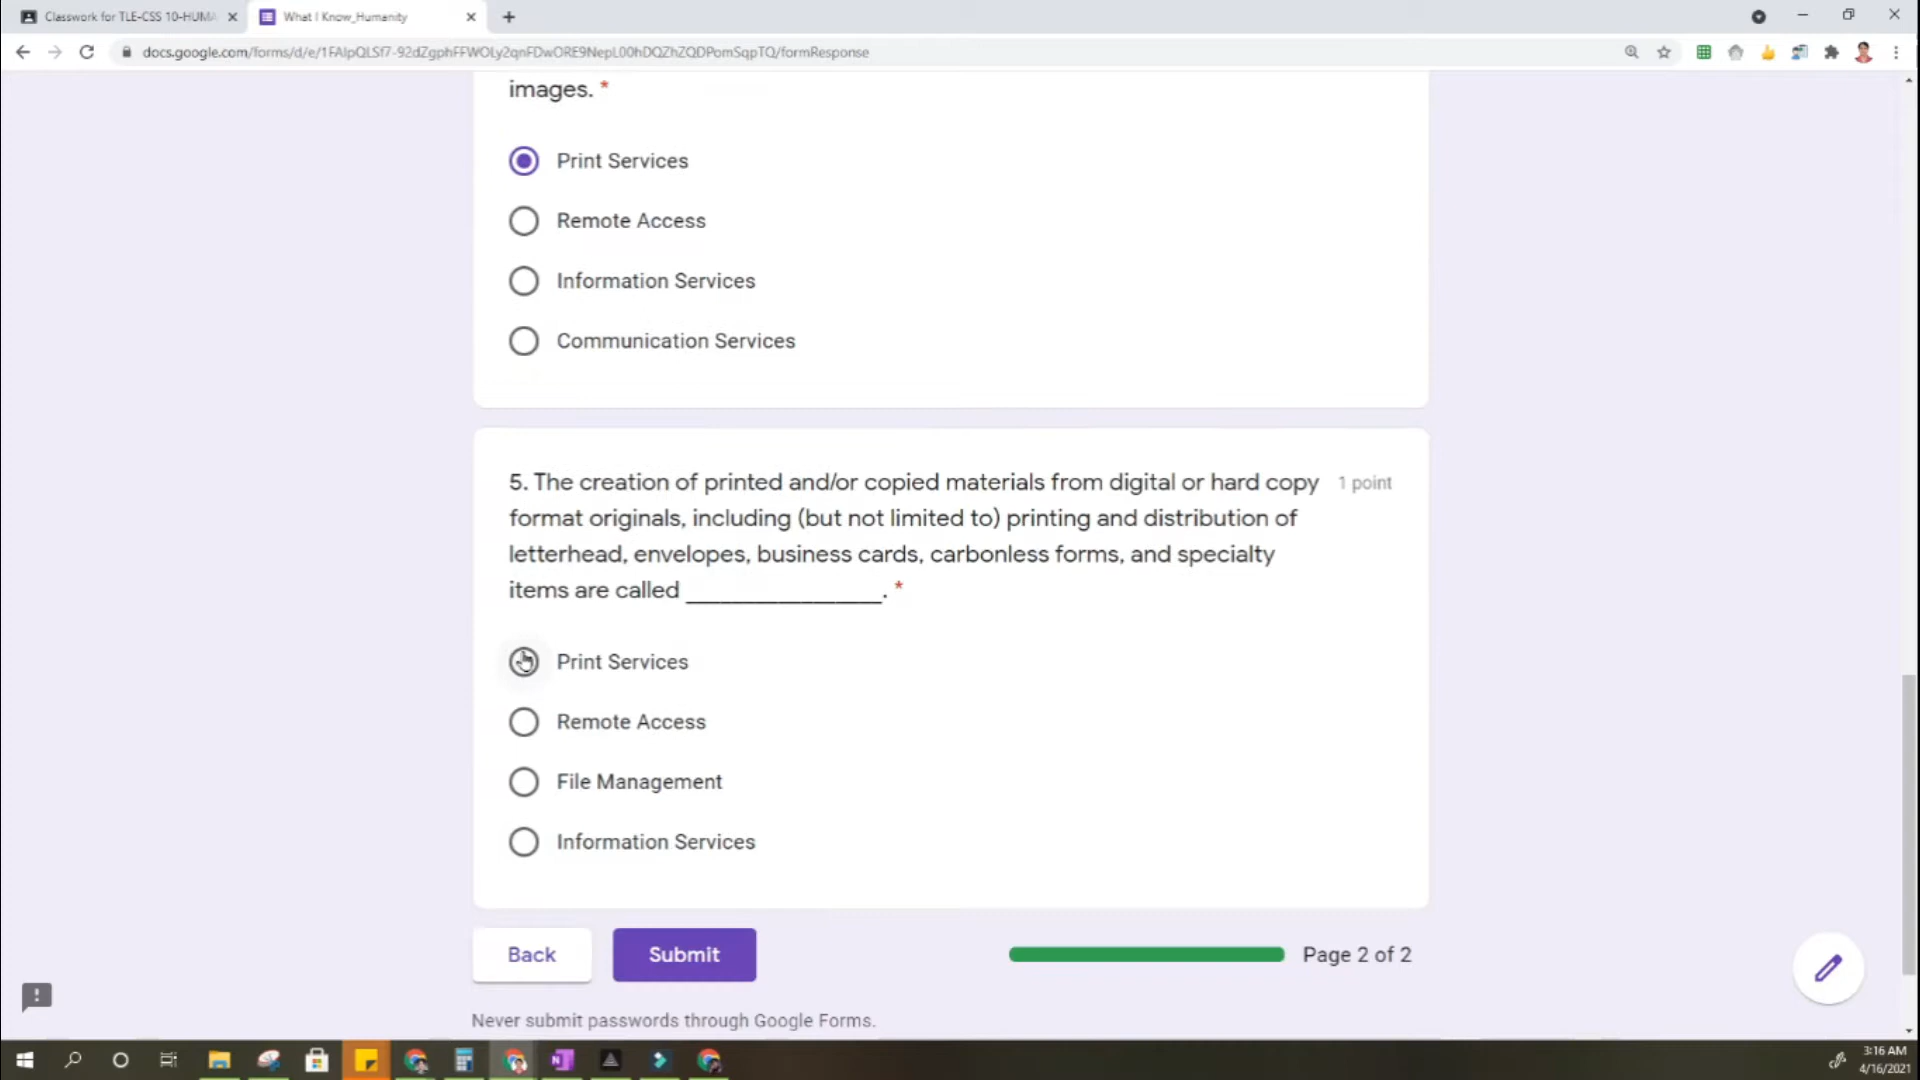 Classwork for TLE-CSS 10-HUMA
What I Know_Humanity
docs.google.com/forms/d/e/1FAIpQLSf7-92dZgphFFWOLy2qnFDwORE9NepL00hDQZhZQDPomSqpTQ/formResponse
images. *
Print Services
Remote Access
Information Services
Communication Services
5. The creation of printed and/or copied materials from digital or hard copy 1 point
format originals, including (but not limited to) printing and distribution of
letterhead, envelopes, business cards, carbonless forms, and specialty
items are called _________________. *
Print Services
Remote Access
File Management
Information Services
Back
Submit
Page 2 of 2
Never submit passwords through Google Forms.
3:16 AM
4/16/2021